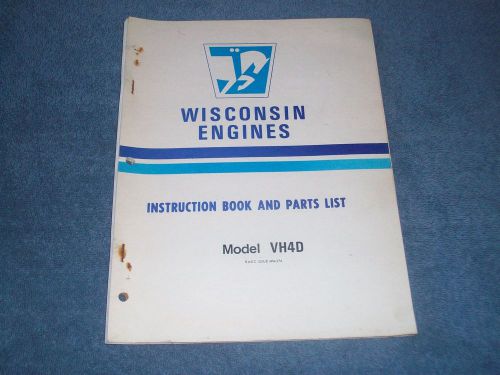 WISCONSIN
ENGINES
INSTRUCTION BOOK AND PARTS LIST
Model VH4D